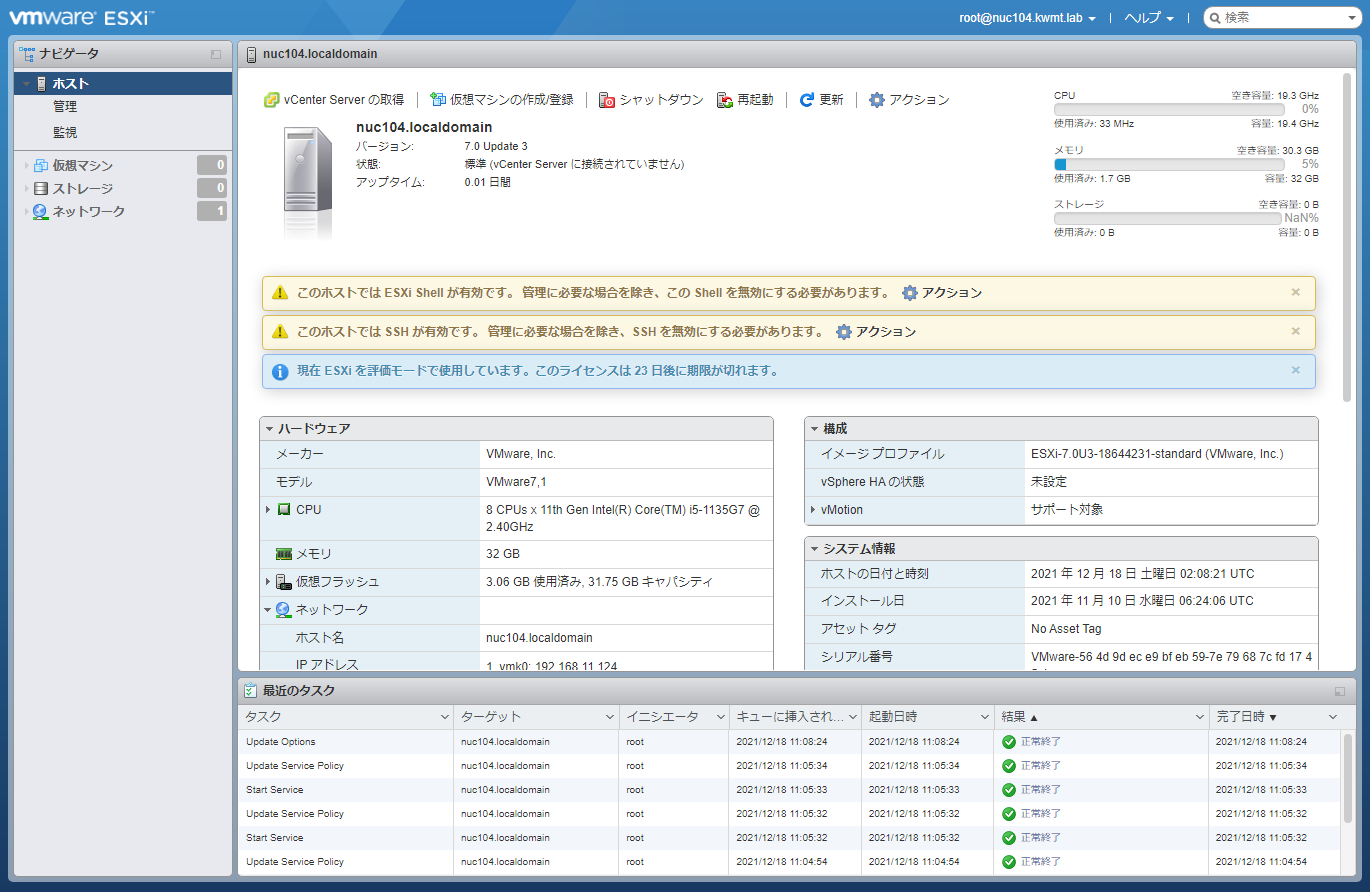 vmware ESXi™
root@nuc104.kwmt.lab
ヘルプ
検索
ナビゲータ
ホスト
管理
監視
仮想マシン 0
ストレージ 0
ネットワーク 1
nuc104.localdomain
vCenter Server の取得
仮想マシンの作成/登録
シャットダウン
再起動
更新
アクション
nuc104.localdomain
バージョン: 7.0 Update 3
状態: 標準 (vCenter Server に接続されていません)
アップタイム: 0.01 日間
CPU 空き容量: 19.3 GHz
0%
使用済み: 33 MHz 容量: 19.4 GHz
メモリ 空き容量: 30.3 GB
5%
使用済み: 1.7 GB 容量: 32 GB
ストレージ 空き容量: 0 B
NaN%
使用済み: 0 B 容量: 0 B
このホストでは ESXi Shell が有効です。 管理に必要な場合を除き、この Shell を無効にする必要があります。 アクション
このホストでは SSH が有効です。 管理に必要な場合を除き、SSH を無効にする必要があります。 アクション
現在 ESXi を評価モードで使用しています。このライセンスは 23 日後に期限が切れます。
ハードウェア
メーカー VMware, Inc.
モデル VMware7,1
CPU 8 CPUs x 11th Gen Intel(R) Core(TM) i5-1135G7 @
2.40GHz
メモリ 32 GB
仮想フラッシュ 3.06 GB 使用済み, 31.75 GB キャパシティ
ネットワーク
ホスト名 nuc104.localdomain
IP アドレス 1. vmk0: 192.168.11.124
構成
イメージ プロファイル ESXi-7.0U3-18644231-standard (VMware, Inc.)
vSphere HA の状態 未設定
vMotion サポート対象
システム情報
ホストの日付と時刻 2021 年 12 月 18 日 土曜日 02:08:21 UTC
インストール日 2021 年 11 月 10 日 水曜日 06:24:06 UTC
アセット タグ No Asset Tag
シリアル番号 VMware-56 4d 9d ec e9 bf eb 59-7e 79 68 7c fd 17 4
最近のタスク
タスク ターゲット イニシエータ キューに挿入され... 起動日時 結果 ▲ 完了日時 ▼
Update Options nuc104.localdomain root 2021/12/18 11:08:24 2021/12/18 11:08:24 正常終了 2021/12/18 11:08:24
Update Service Policy nuc104.localdomain root 2021/12/18 11:05:34 2021/12/18 11:05:34 正常終了 2021/12/18 11:05:34
Start Service nuc104.localdomain root 2021/12/18 11:05:33 2021/12/18 11:05:33 正常終了 2021/12/18 11:05:33
Update Service Policy nuc104.localdomain root 2021/12/18 11:05:32 2021/12/18 11:05:32 正常終了 2021/12/18 11:05:32
Start Service nuc104.localdomain root 2021/12/18 11:05:32 2021/12/18 11:05:32 正常終了 2021/12/18 11:05:32
Update Service Policy nuc104.localdomain root 2021/12/18 11:04:54 2021/12/18 11:04:54 正常終了 2021/12/18 11:04:54